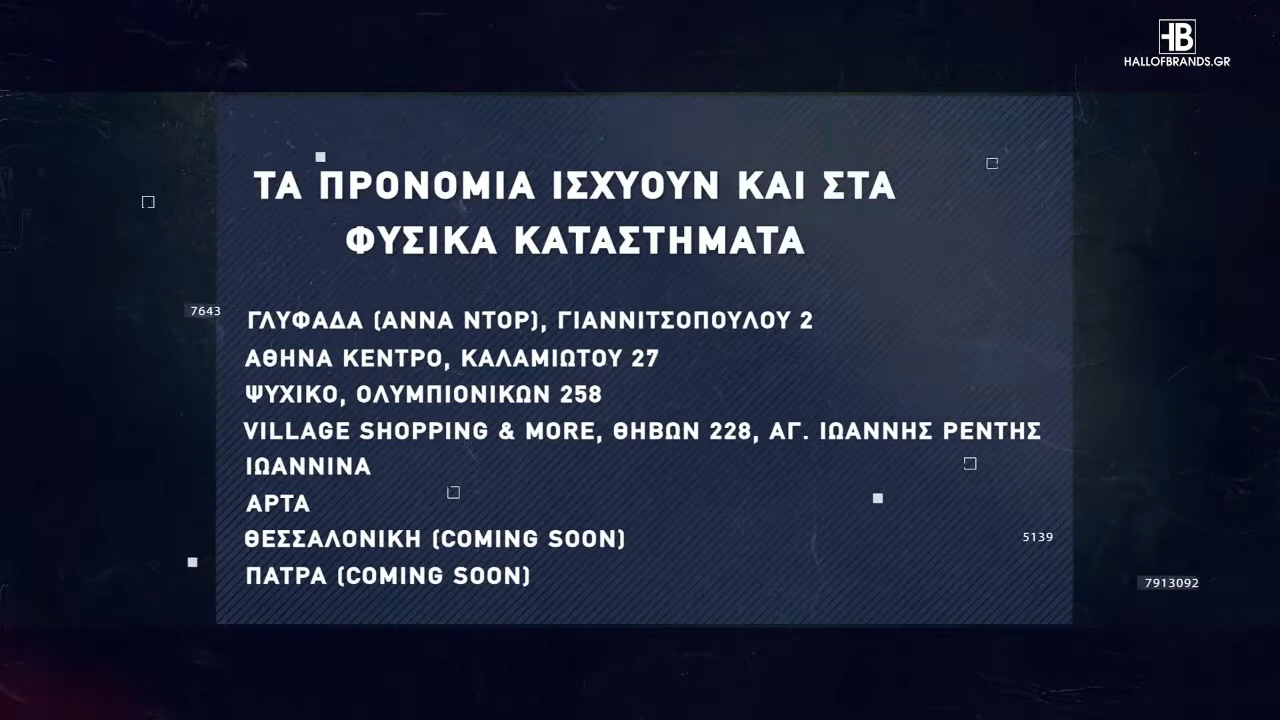 HB
HALLOFBRANDS.GR
ΤΑ ΠΡΟΝΟΜΙΑ ΙΣΧΥΟΥΝ ΚΑΙ ΣΤΑ
ΦΥΣΙΚΑ ΚΑΤΑΣΤΗΜΑΤΑ
7643
ΓΛΥΦΑΔΑ (ΑΝΝΑ ΝΤΟΡ), ΓΙΑΝΝΙΤΣΟΠΟΥΛΟΥ 2
ΑΘΗΝΑ ΚΕΝΤΡΟ, ΚΑΛΑΜΙΩΤΟΥ 27
ΨΥΧΙΚΟ, ΟΛΥΜΠΙΟΝΙΚΩΝ 258
VILLAGE SHOPPING & MORE, ΘΗΒΩΝ 228, ΑΓ. ΙΩΑΝΝΗΣ ΡΕΝΤΗΣ
ΙΩΑΝΝΙΝΑ
ΑΡΤΑ
ΘΕΣΣΑΛΟΝΙΚΗ (COMING SOON)
5139
ΠΑΤΡΑ (COMING SOON)
7913092